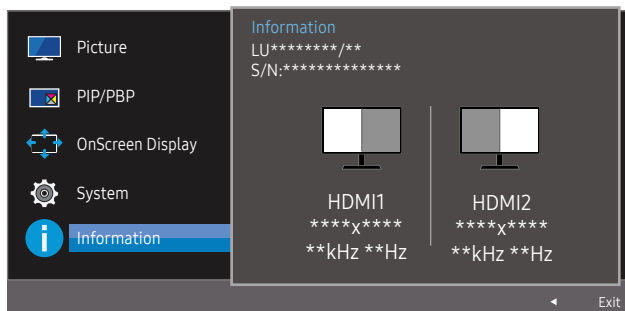 Picture
PIP/PBP
OnScreen Display
System
Information
Information
LU********/**
S/N:**************
HDMI1
****x****
**kHz **Hz
HDMI2
****x****
**kHz **Hz
Exit